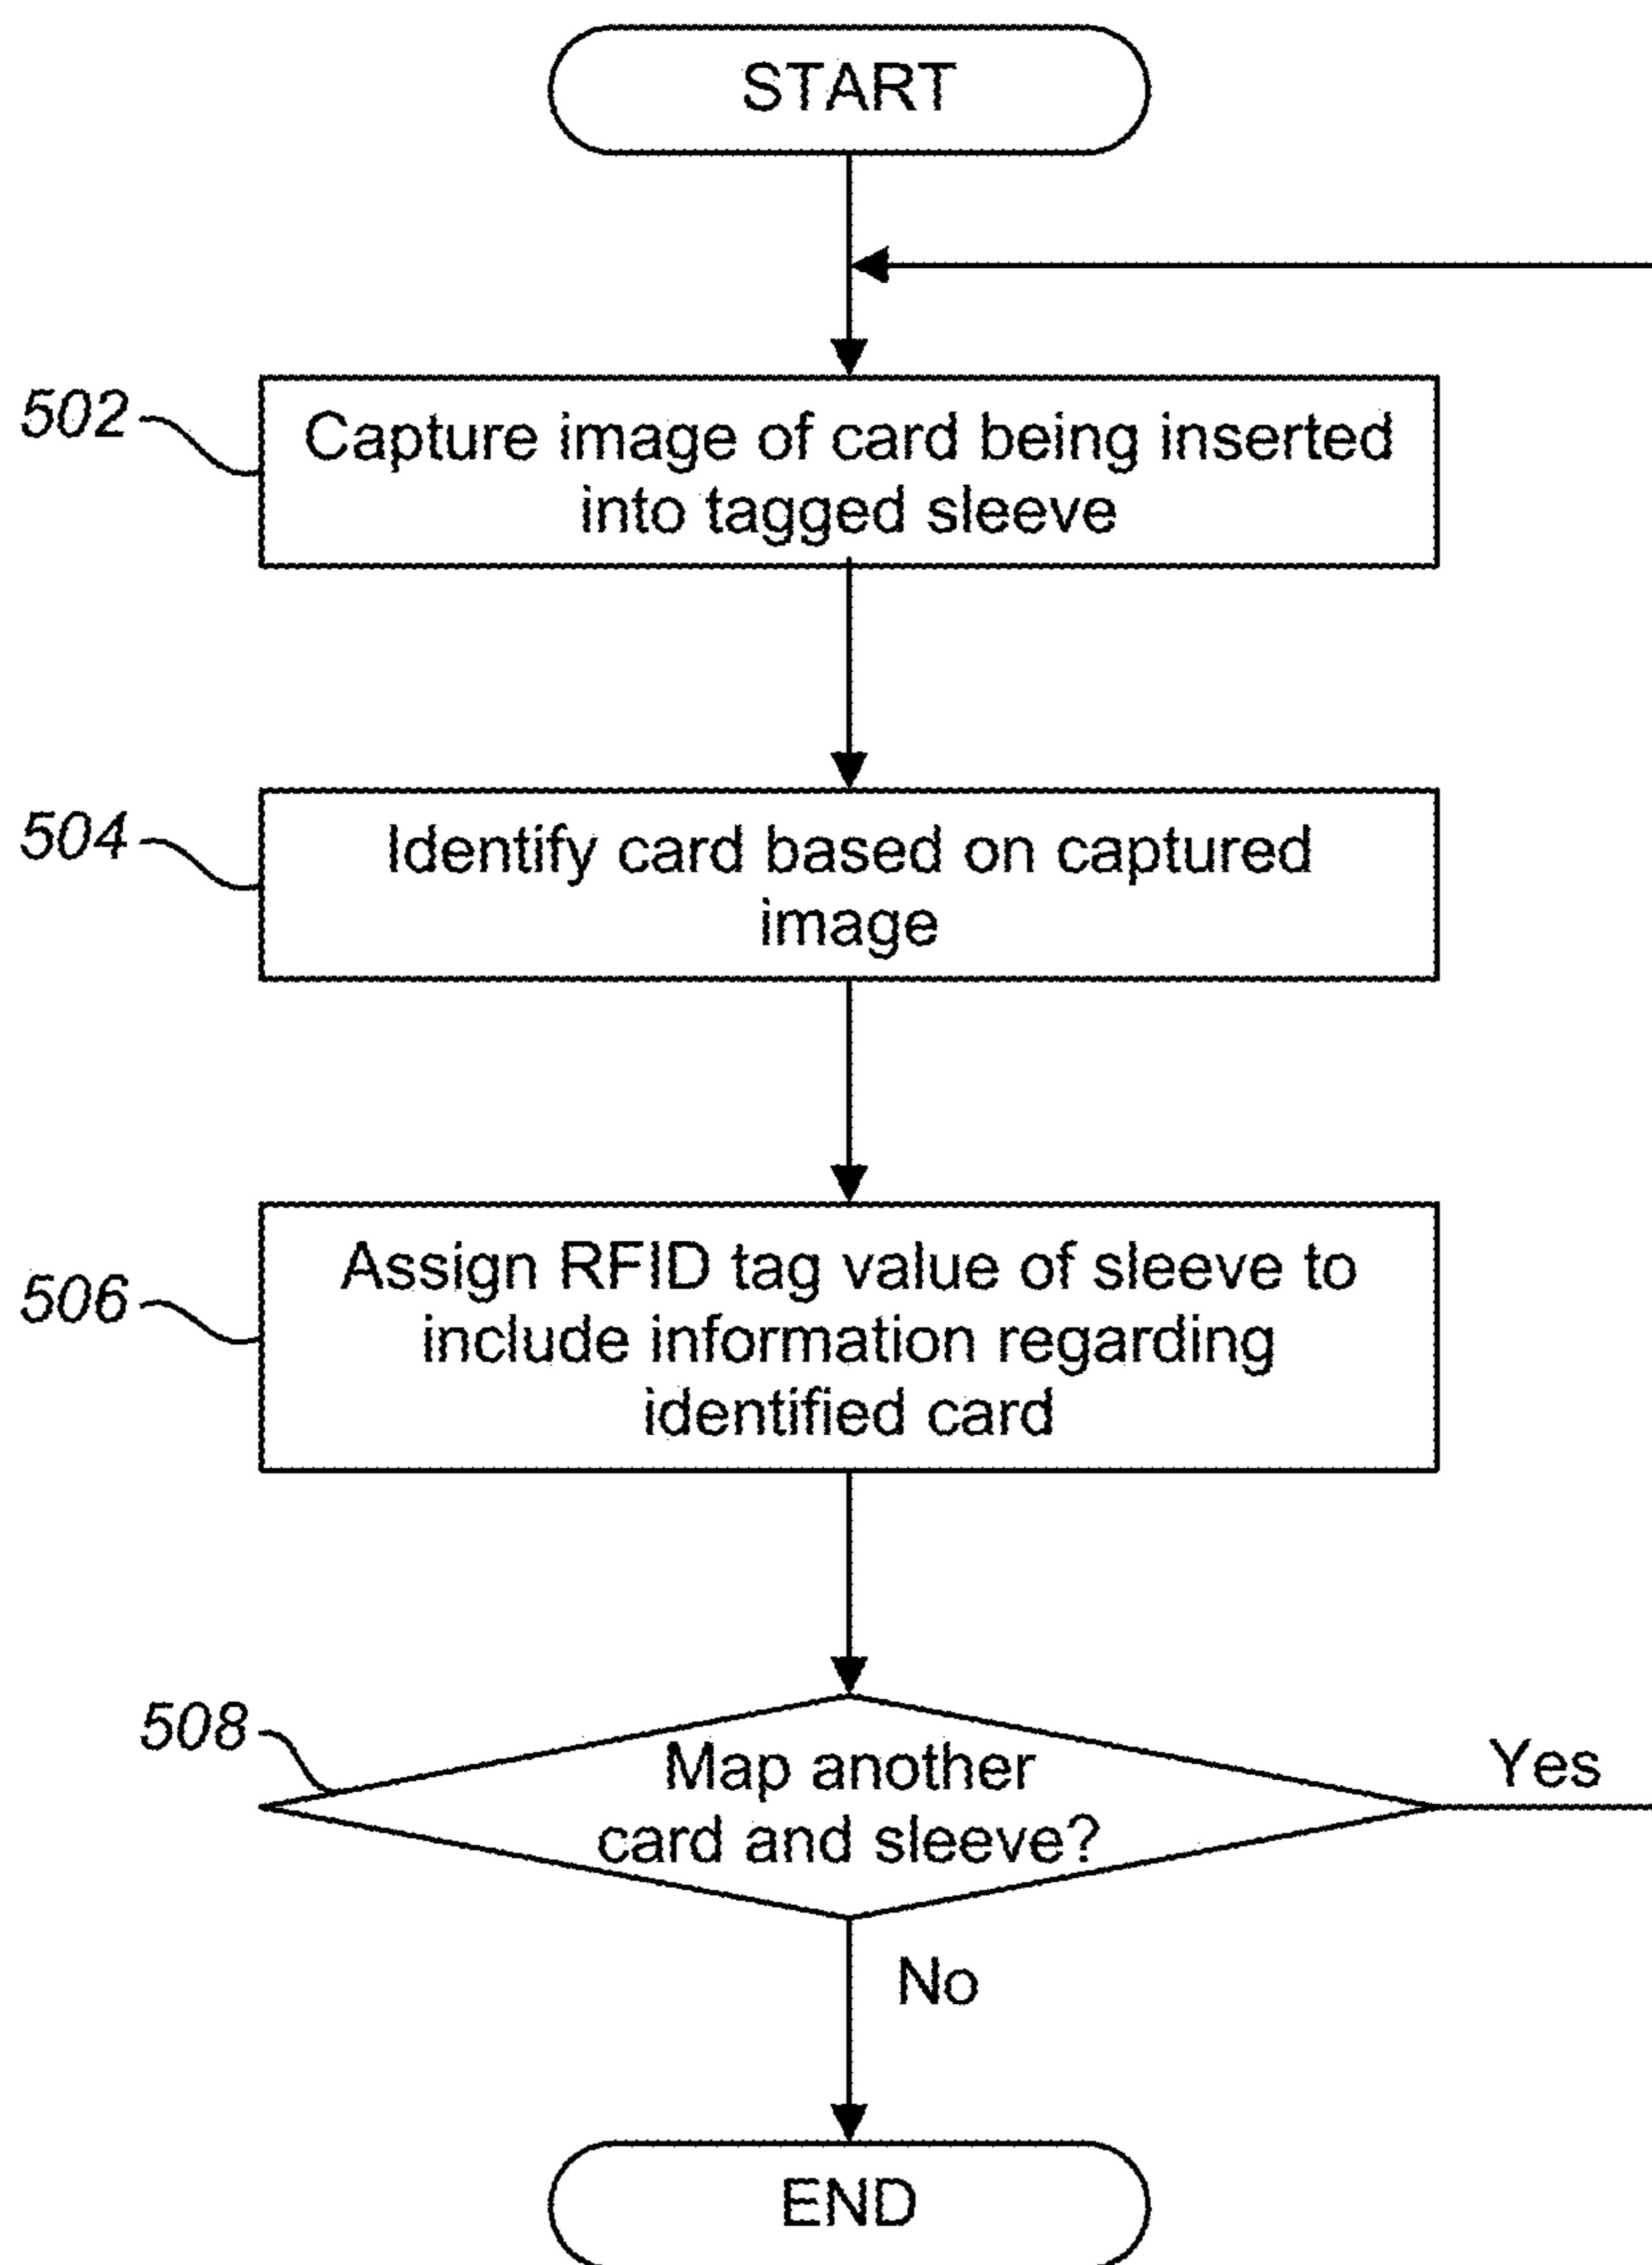 START
502
Capture image of card being inserted
into tagged sleeve
504
Identify card based on captured
image
506
Assign RFID tag value of sleeve to
include information regarding
identified card
508
Map another
card and sleeve?
Yes
No
END